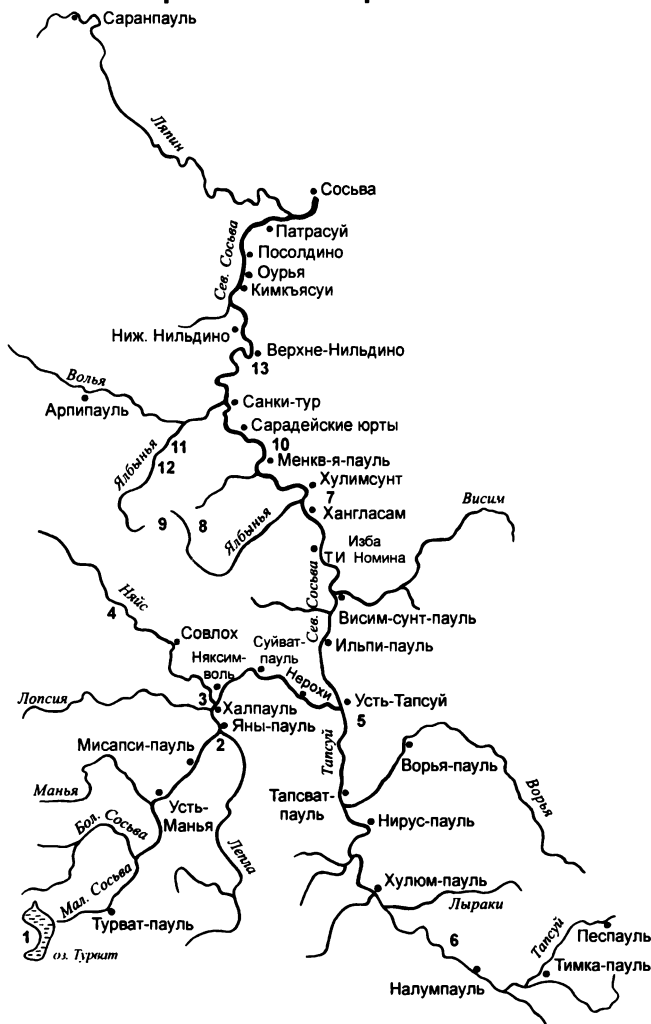 Саранпауль
Ляпин
Сосьва
Сев. Сосьва
Патрасуй
Посолдино
Оурья
Кимкъясуи
Ниж. Нильдино
Верхне-Нильдино
13
Волья
Арпипауль
Санки-тур
Сарадейские юрты
10
11
12
Ялбынья
Менкв-я-пауль
Хулимсунт
7
Хангласам
Висим
9
8
Ялбынья
Изба
ТИ Номина
Сев. Сосьва
Няйс
4
Висим-сунт-пауль
Совлох
Суйват-
пауль
Ильпи-пауль
Няксим-
воль
Нерохи
Лопсия
3
Халпауль
Усть-Тапсуй
5
Яны-пауль
2
Тапсуй
Мисапси-пауль
Ворья-пауль
Ворья
Манья
Усть-
Манья
Тапсват-
пауль
Бол. Сосьва
Лепла
Нирус-пауль
Мал. Сосьва
Хулюм-пауль
Лыраки
Турват-пауль
1
оз. Турват
6
Тапсуй
Песпауль
Тимка-пауль
Налумпауль